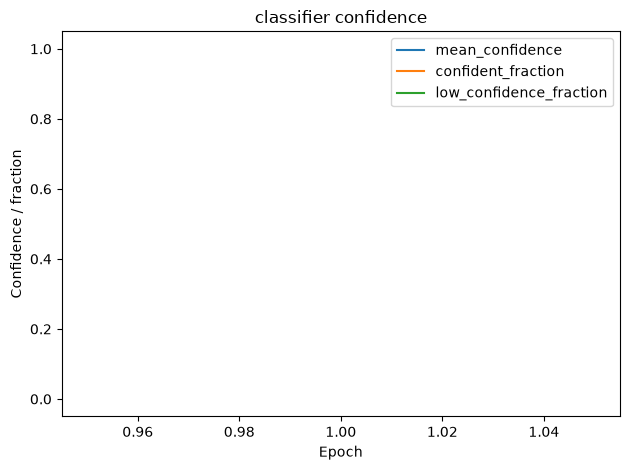 classifier confidence
mean_confidence
confident_fraction
low_confidence_fraction
Confidence / fraction
1.0
0.8
0.6
0.4
0.2
0.0
0.96 0.98 1.00 1.02 1.04
Epoch